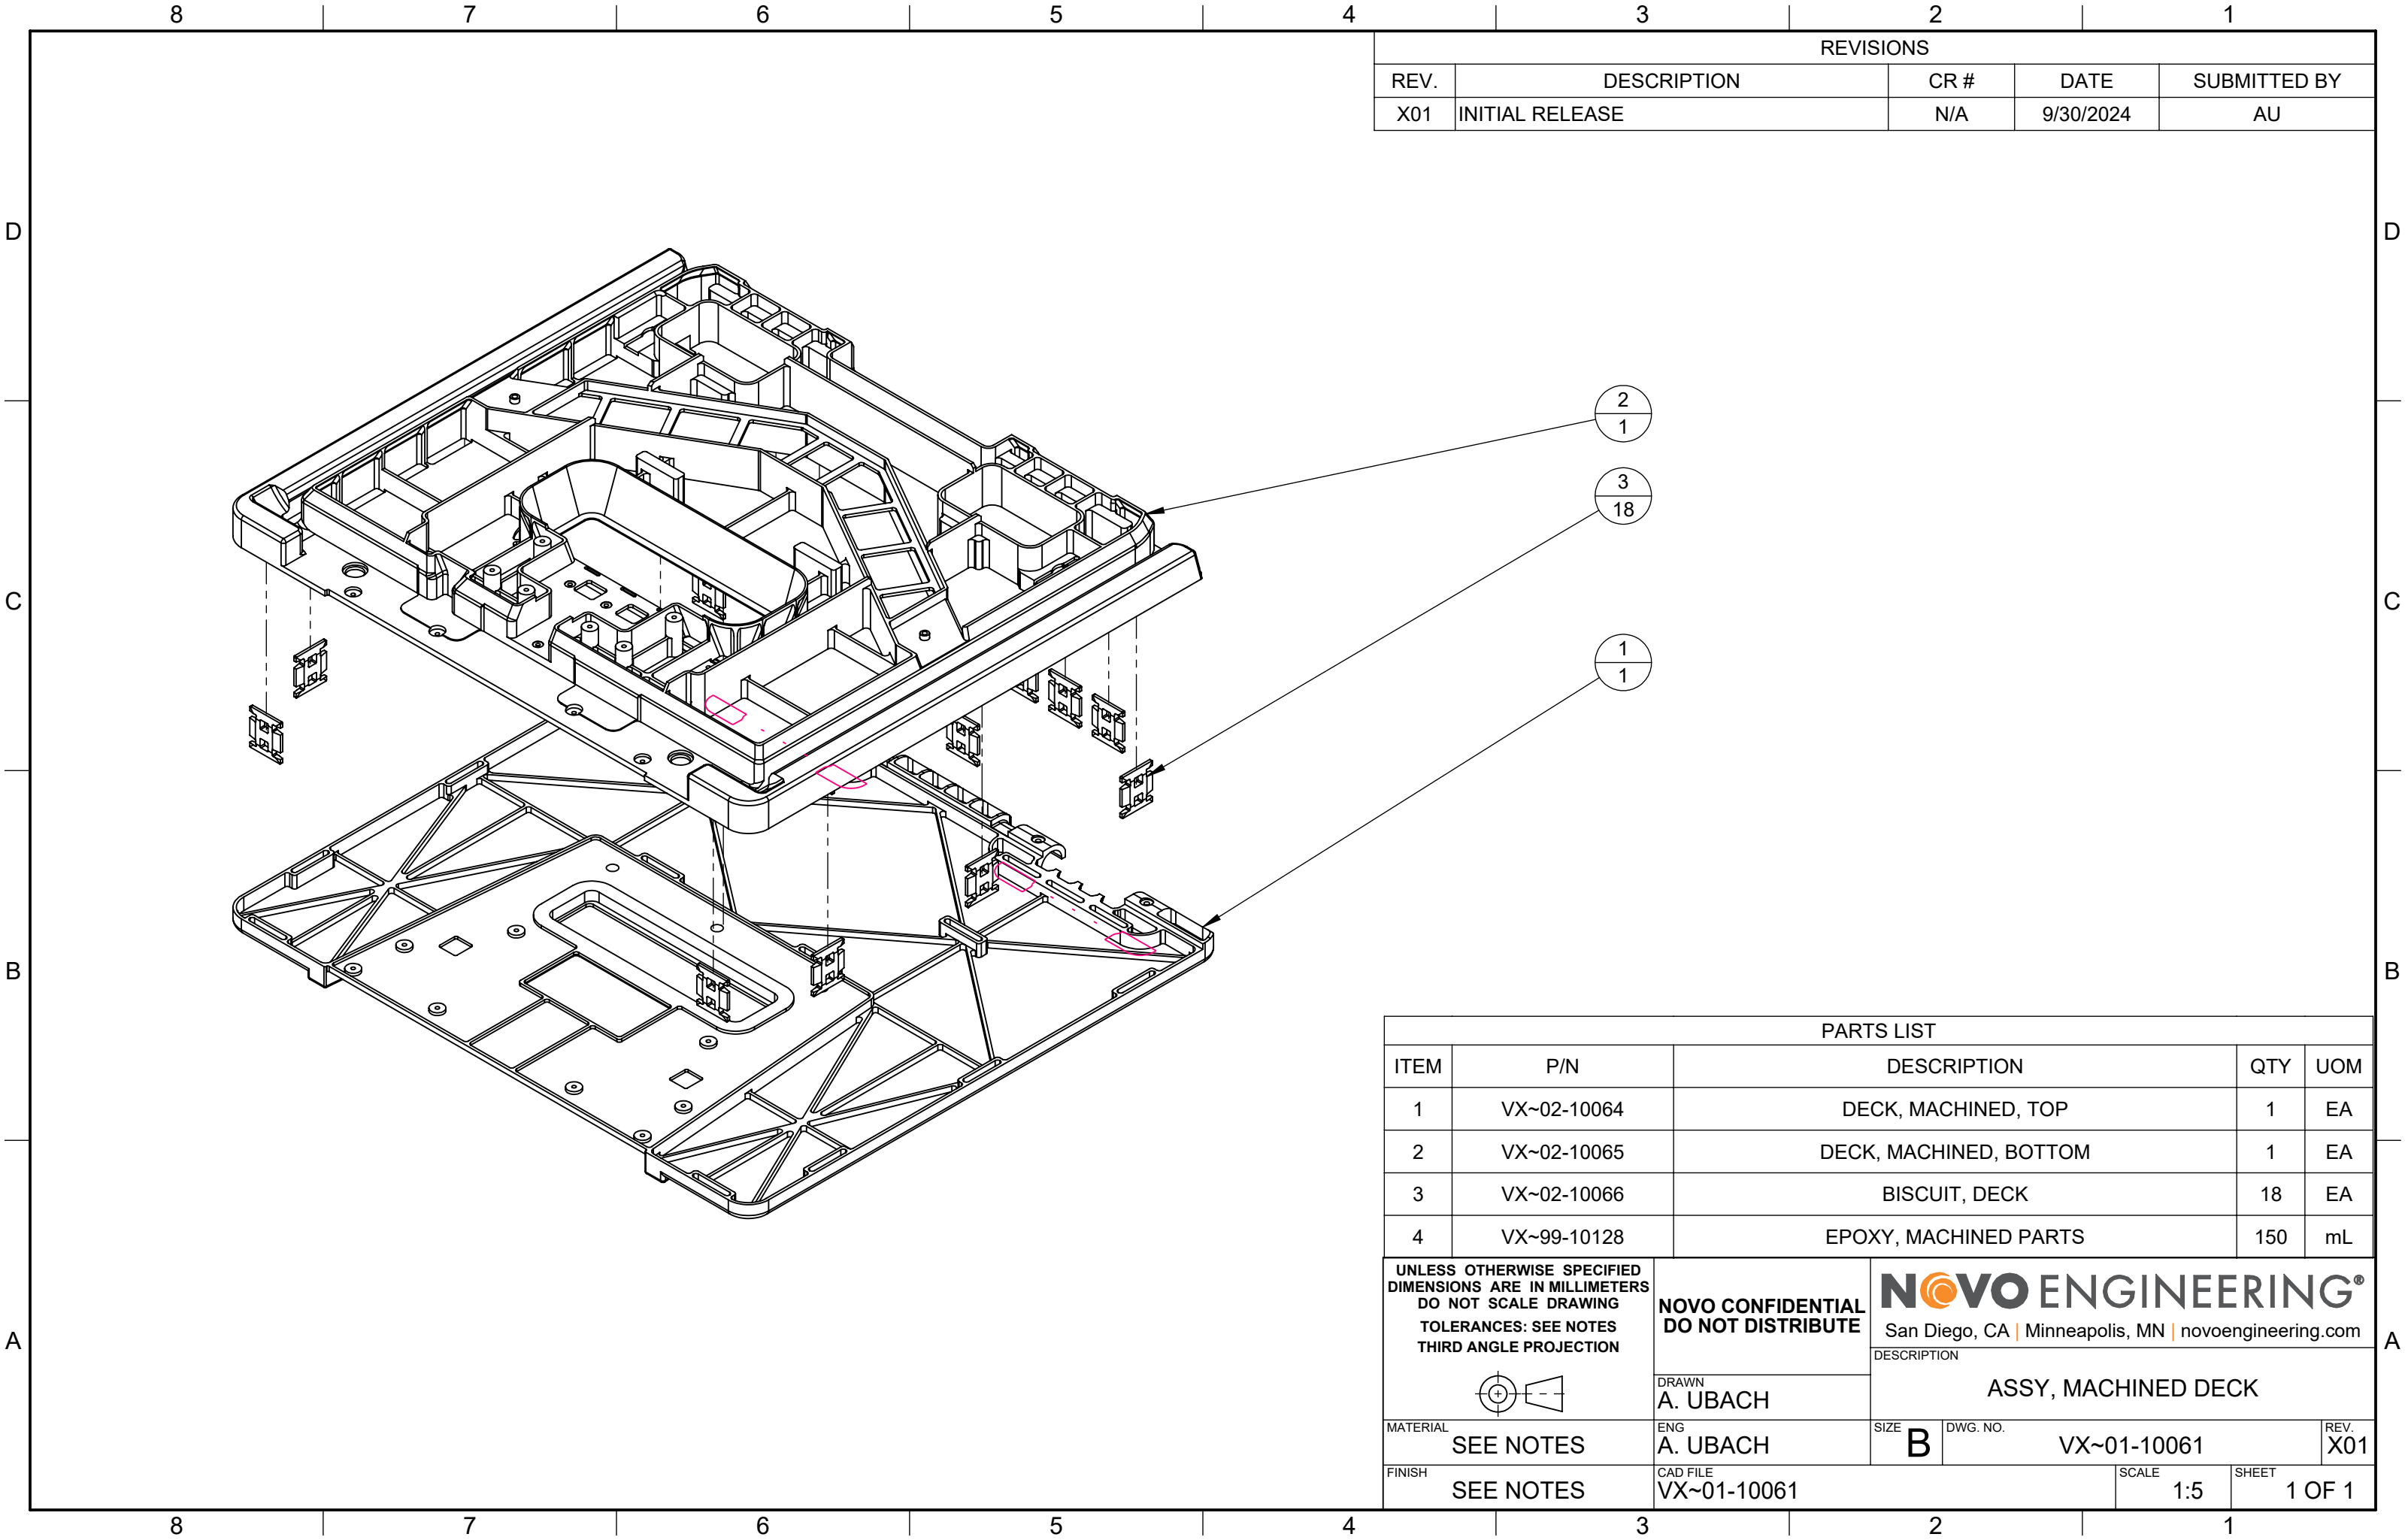 8 7 6 5 4 3 2 1
REVISIONS
REV. DESCRIPTION CR # DATE SUBMITTED BY
X01 INITIAL RELEASE N/A 9/30/2024 AU
D D
2
1
3
18
C C
1
1
B B
PARTS LIST
ITEM P/N DESCRIPTION QTY UOM
1 VX~02-10064 DECK, MACHINED, TOP 1 EA
2 VX~02-10065 DECK, MACHINED, BOTTOM 1 EA
3 VX~02-10066 BISCUIT, DECK 18 EA
4 VX~99-10128 EPOXY, MACHINED PARTS 150 mL
UNLESS OTHERWISE SPECIFIED
DIMENSIONS ARE IN MILLIMETERS
DO NOT SCALE DRAWING
TOLERANCES: SEE NOTES
THIRD ANGLE PROJECTION
NOVO CONFIDENTIAL
DO NOT DISTRIBUTE
NOVO ENGINEERING®
San Diego, CA | Minneapolis, MN | novoengineering.com
A A
DESCRIPTION
ASSY, MACHINED DECK
DRAWN
A. UBACH
MATERIAL
SEE NOTES
ENG
A. UBACH
SIZE
B
DWG. NO.
VX~01-10061
REV.
X01
FINISH
SEE NOTES
CAD FILE
VX~01-10061
SCALE
1:5
SHEET
1 OF 1
8 7 6 5 4 3 2 1